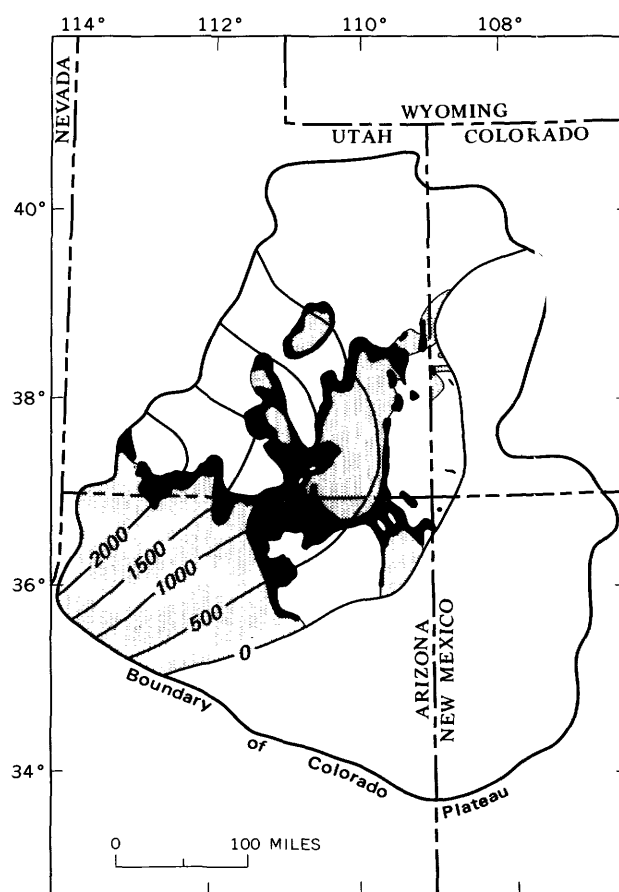 114° 112° 110° 108°
NEVADA
WYOMING
UTAH COLORADO
40°
38°
36°
34°
2000
1500
1000
500
0
ARIZONA
NEW MEXICO
Boundary
of
Colorado
Plateau
0 100 MILES